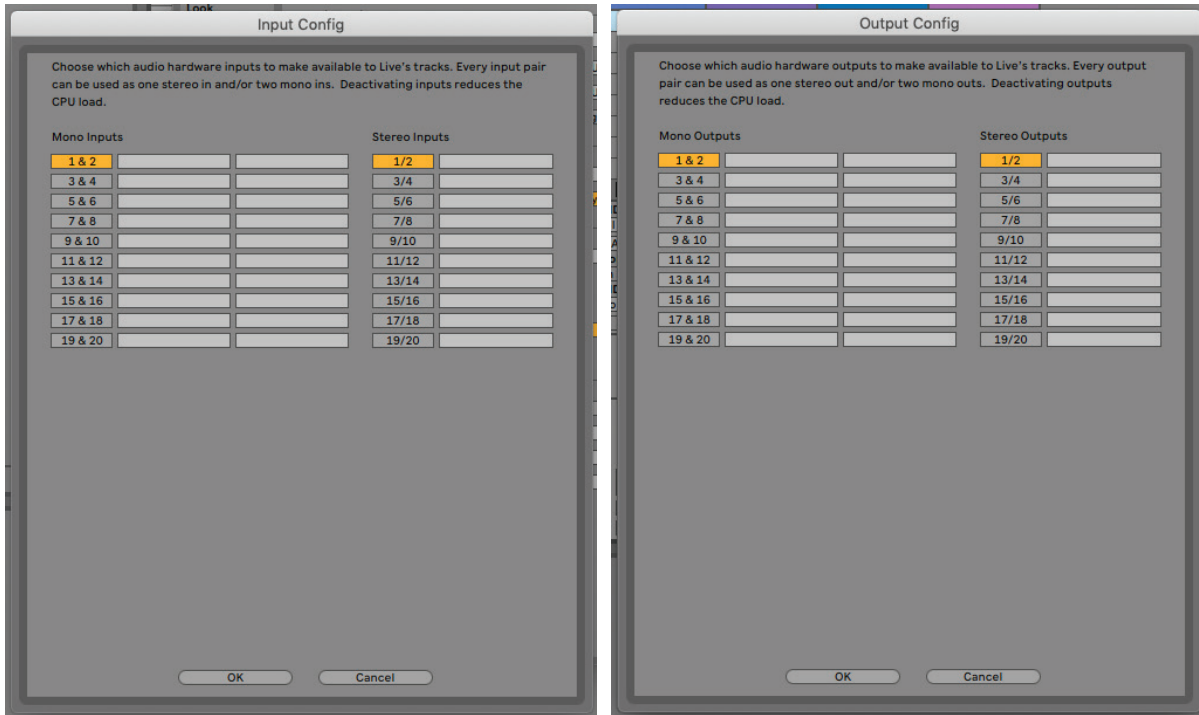 Look
Input Config
Choose which audio hardware inputs to make available to Live's tracks. Every input pair
can be used as one stereo in and/or two mono ins.  Deactivating inputs reduces the
CPU load.
Mono Inputs
Stereo Inputs
1 & 2
1/2
3 & 4
3/4
5 & 6
5/6
7 & 8
7/8
9 & 10
9/10
11 & 12
11/12
13 & 14
13/14
15 & 16
15/16
17 & 18
17/18
19 & 20
19/20
OK
Cancel
Output Config
Choose which audio hardware outputs to make available to Live's tracks. Every output
pair can be used as one stereo out and/or two mono outs.  Deactivating outputs
reduces the CPU load.
Mono Outputs
Stereo Outputs
1 & 2
1/2
3 & 4
3/4
5 & 6
5/6
7 & 8
7/8
9 & 10
9/10
11 & 12
11/12
13 & 14
13/14
15 & 16
15/16
17 & 18
17/18
19 & 20
19/20
OK
Cancel